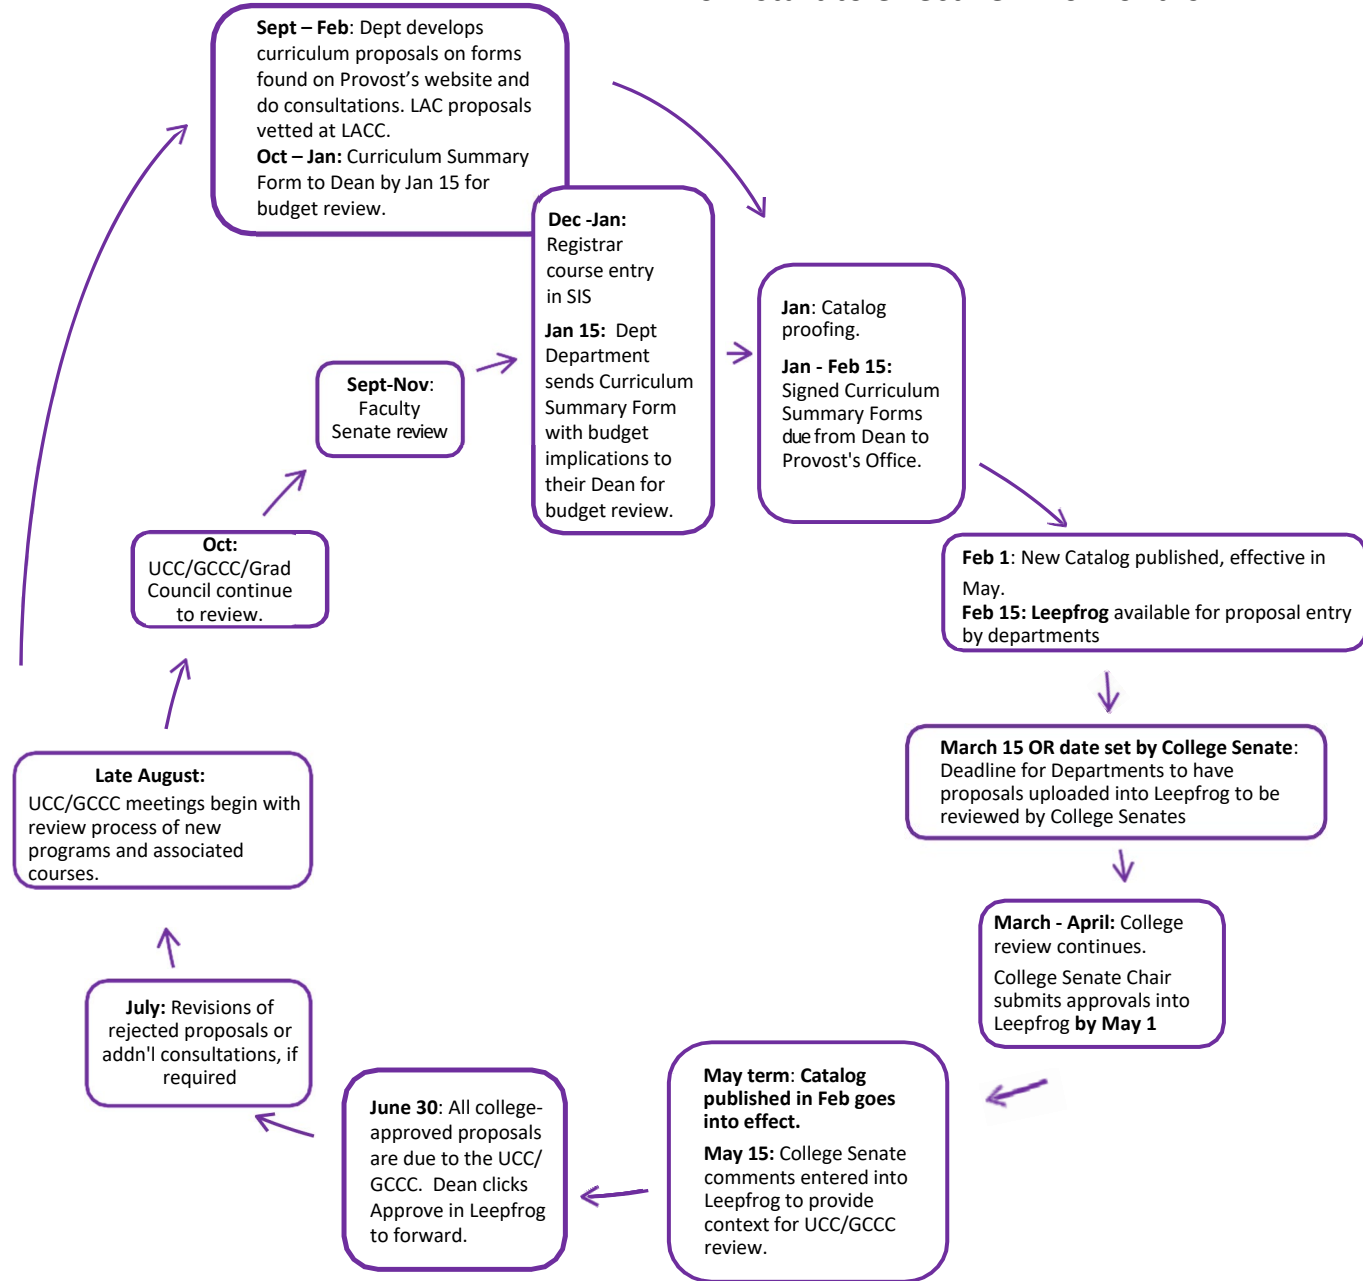 Sept – Feb: Dept develops
curriculum proposals on forms
found on Provost’s website and
do consultations. LAC proposals
vetted at LACC.
Oct – Jan: Curriculum Summary
Form to Dean by Jan 15 for
budget review.
Dec -Jan:
Registrar
course entry
in SIS
Jan 15: Dept
Department
sends Curriculum
Summary Form
with budget
implications to
their Dean for
budget review.
Jan: Catalog
proofing.
Jan - Feb 15:
Signed Curriculum
Summary Forms
due from Dean to
Provost's Office.
Feb 1: New Catalog published, effective in
May.
Feb 15: Leepfrog available for proposal entry
by departments
March 15 OR date set by College Senate:
Deadline for Departments to have
proposals uploaded into Leepfrog to be
reviewed by College Senates
March - April: College
review continues.
College Senate Chair
submits approvals into
Leepfrog by May 1
May term: Catalog
published in Feb goes
into effect.
May 15: College Senate
comments entered into
Leepfrog to provide
context for UCC/GCCC
review.
June 30: All college-
approved proposals
are due to the UCC/
GCCC. Dean clicks
Approve in Leepfrog
to forward.
July: Revisions of
rejected proposals or
addn'l consultations, if
required
Late August:
UCC/GCCC meetings begin with
review process of new
programs and associated
courses.
Oct:
UCC/GCCC/Grad
Council continue
to review.
Sept-Nov:
Faculty
Senate review